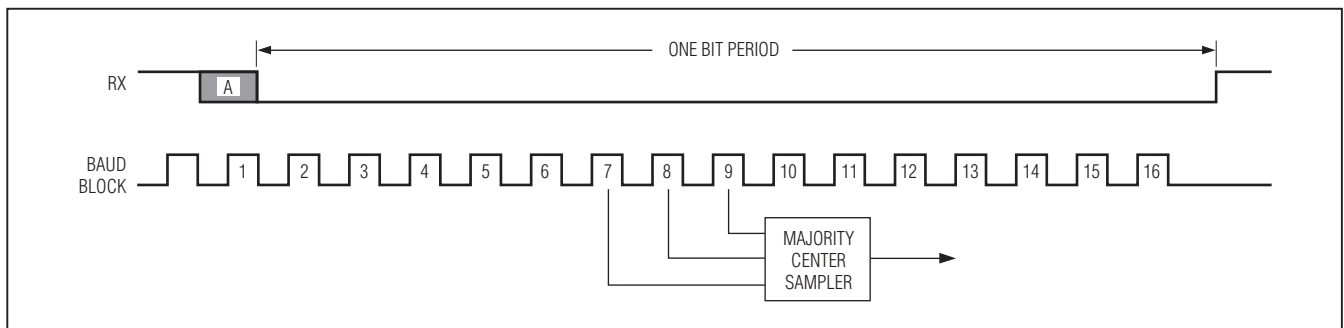 ONE BIT PERIOD
RX
A
BAUD
BLOCK
1 2 3 4 5 6 7 8 9 10 11 12 13 14 15 16
MAJORITY
CENTER
SAMPLER